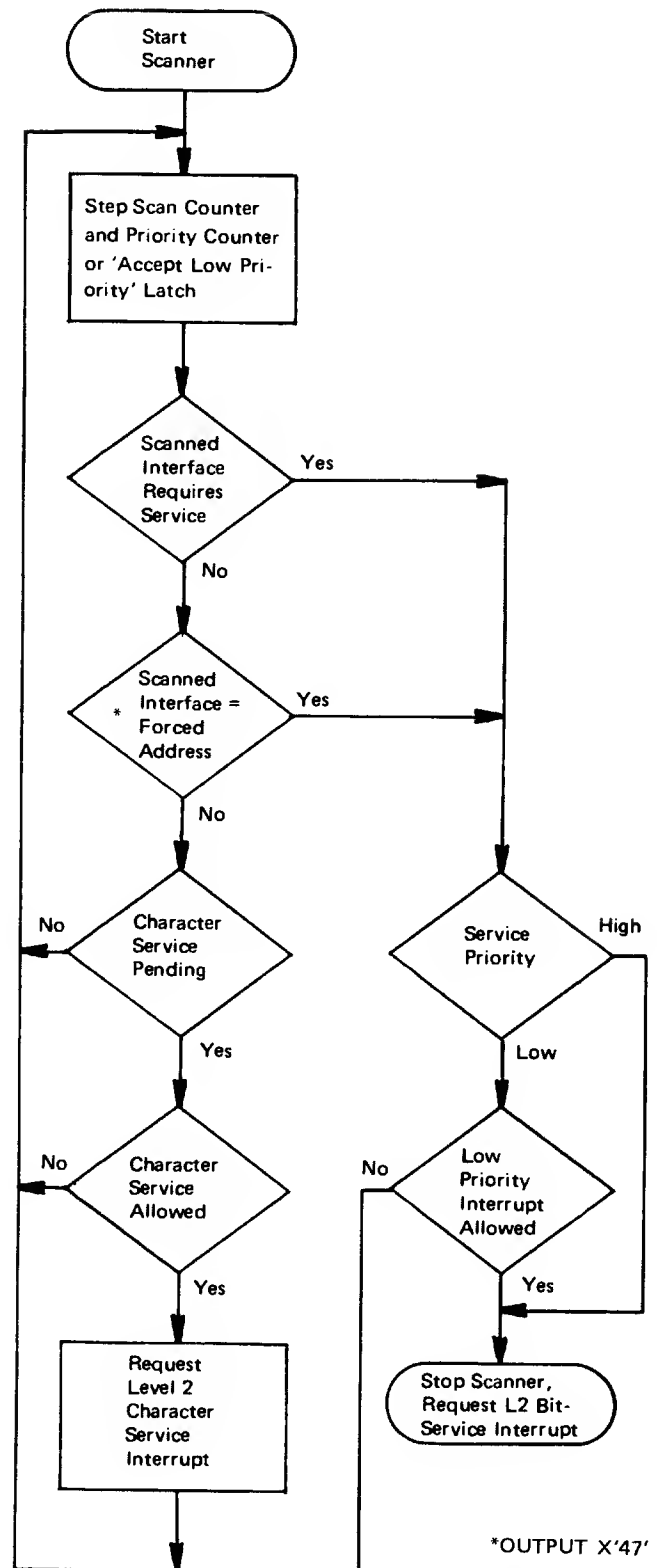 Start
Scanner
Step Scan Counter
and Priority Counter
or 'Accept Low Pri-
ority' Latch
Scanned
Interface
Requires
Service
Yes
No
*
Scanned
Interface =
Forced
Address
Yes
No
No
Character
Service
Pending
Yes
Service
Priority
High
Low
No
Character
Service
Allowed
Yes
No
Low
Priority
Interrupt
Allowed
Yes
Request
Level 2
Character
Service
Interrupt
Stop Scanner,
Request L2 Bit-
Service Interrupt
*OUTPUT X'47'